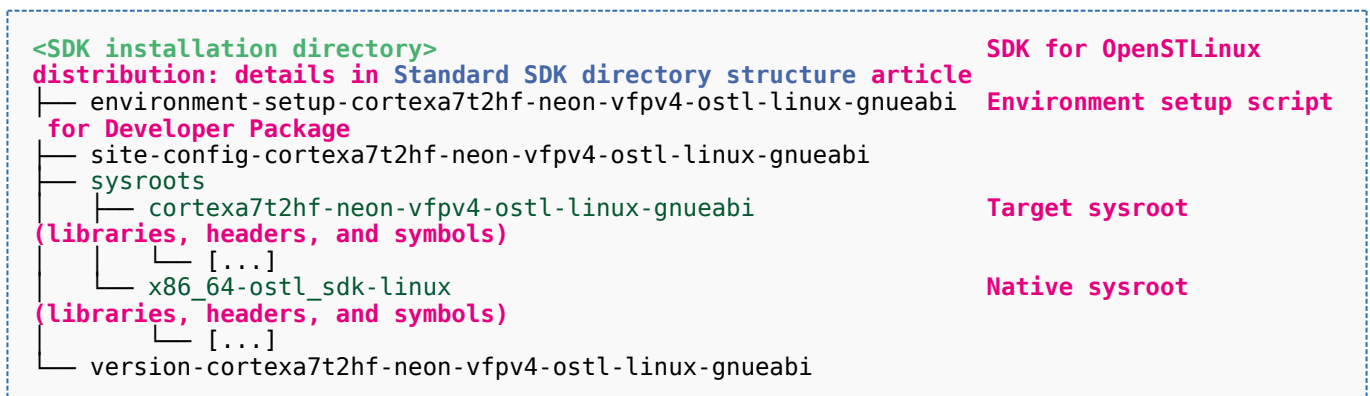 <SDK installation directory>                                      SDK for OpenSTLinux
distribution: details in Standard SDK directory structure article
├── environment-setup-cortexa7t2hf-neon-vfpv4-ostl-linux-gnueabi  Environment setup script
 for Developer Package
├── site-config-cortexa7t2hf-neon-vfpv4-ostl-linux-gnueabi
├── sysroots
│   ├── cortexa7t2hf-neon-vfpv4-ostl-linux-gnueabi                Target sysroot
(libraries, headers, and symbols)
│   │   └── [...]
│   └── x86_64-ostl_sdk-linux                                     Native sysroot
(libraries, headers, and symbols)
│       └── [...]
└── version-cortexa7t2hf-neon-vfpv4-ostl-linux-gnueabi